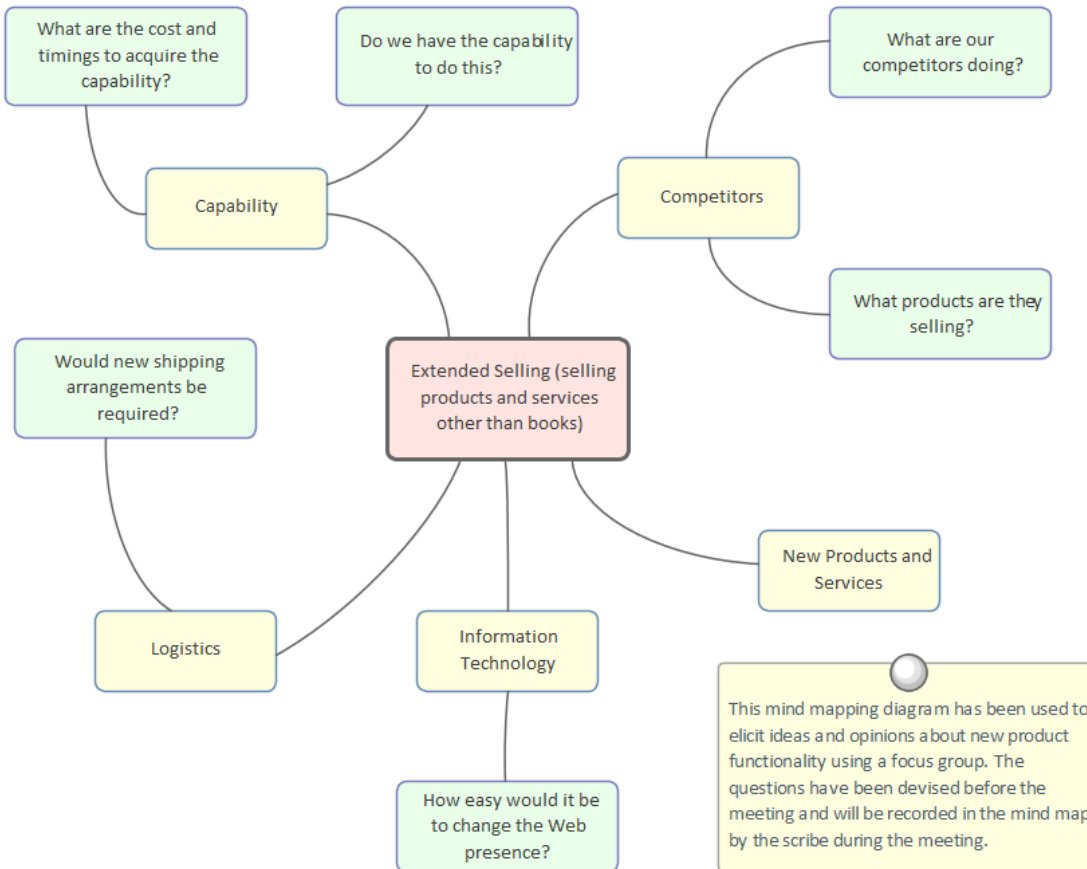 What are the cost and
timings to acquire the
capability?
Do we have the capability
to do this?
What are our
competitors doing?
Capability
Competitors
What products are they
selling?
Would new shipping
arrangements be
required?
Extended Selling (selling
products and services
other than books)
New Products and
Services
Logistics
Information
Technology
This mind mapping diagram has been used to
elicit ideas and opinions about new product
functionality using a focus group. The
questions have been devised before the
meeting and will be recorded in the mind map
by the scribe during the meeting.
How easy would it be
to change the Web
presence?